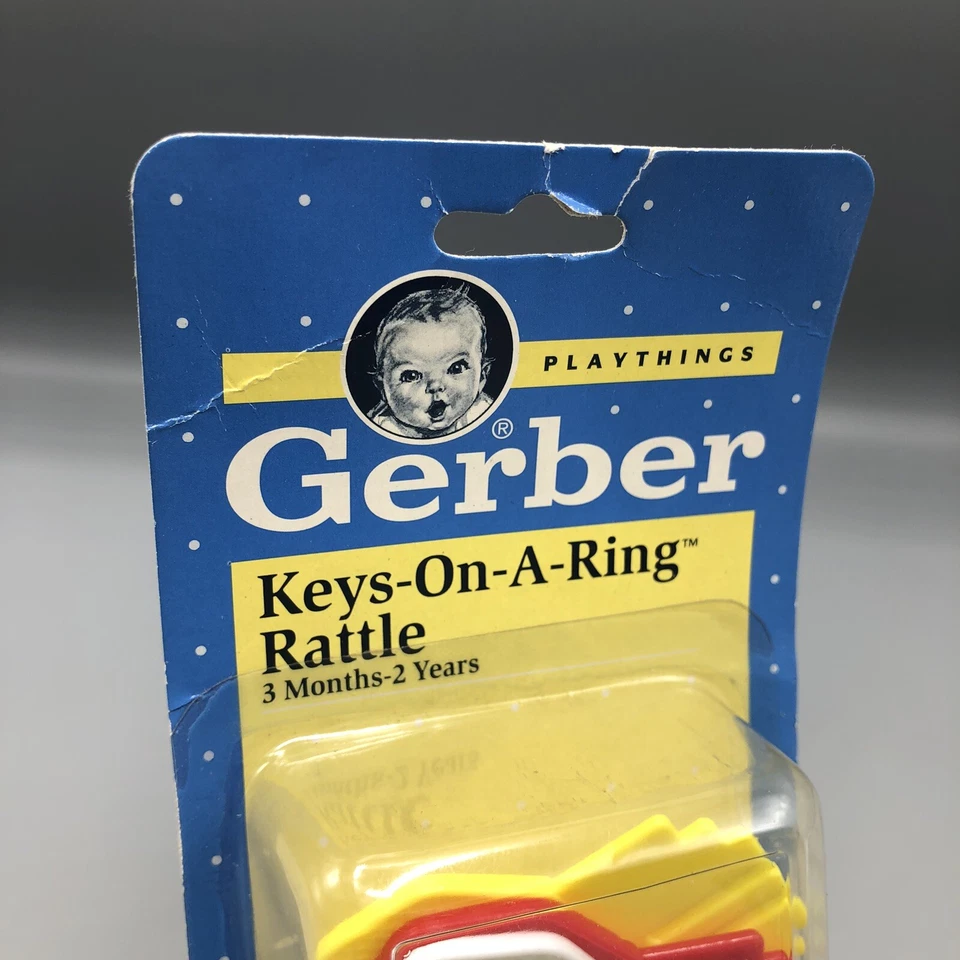 PLAYTHINGS
Gerber®
Keys-On-A-Ring™
Rattle
3 Months-2 Years